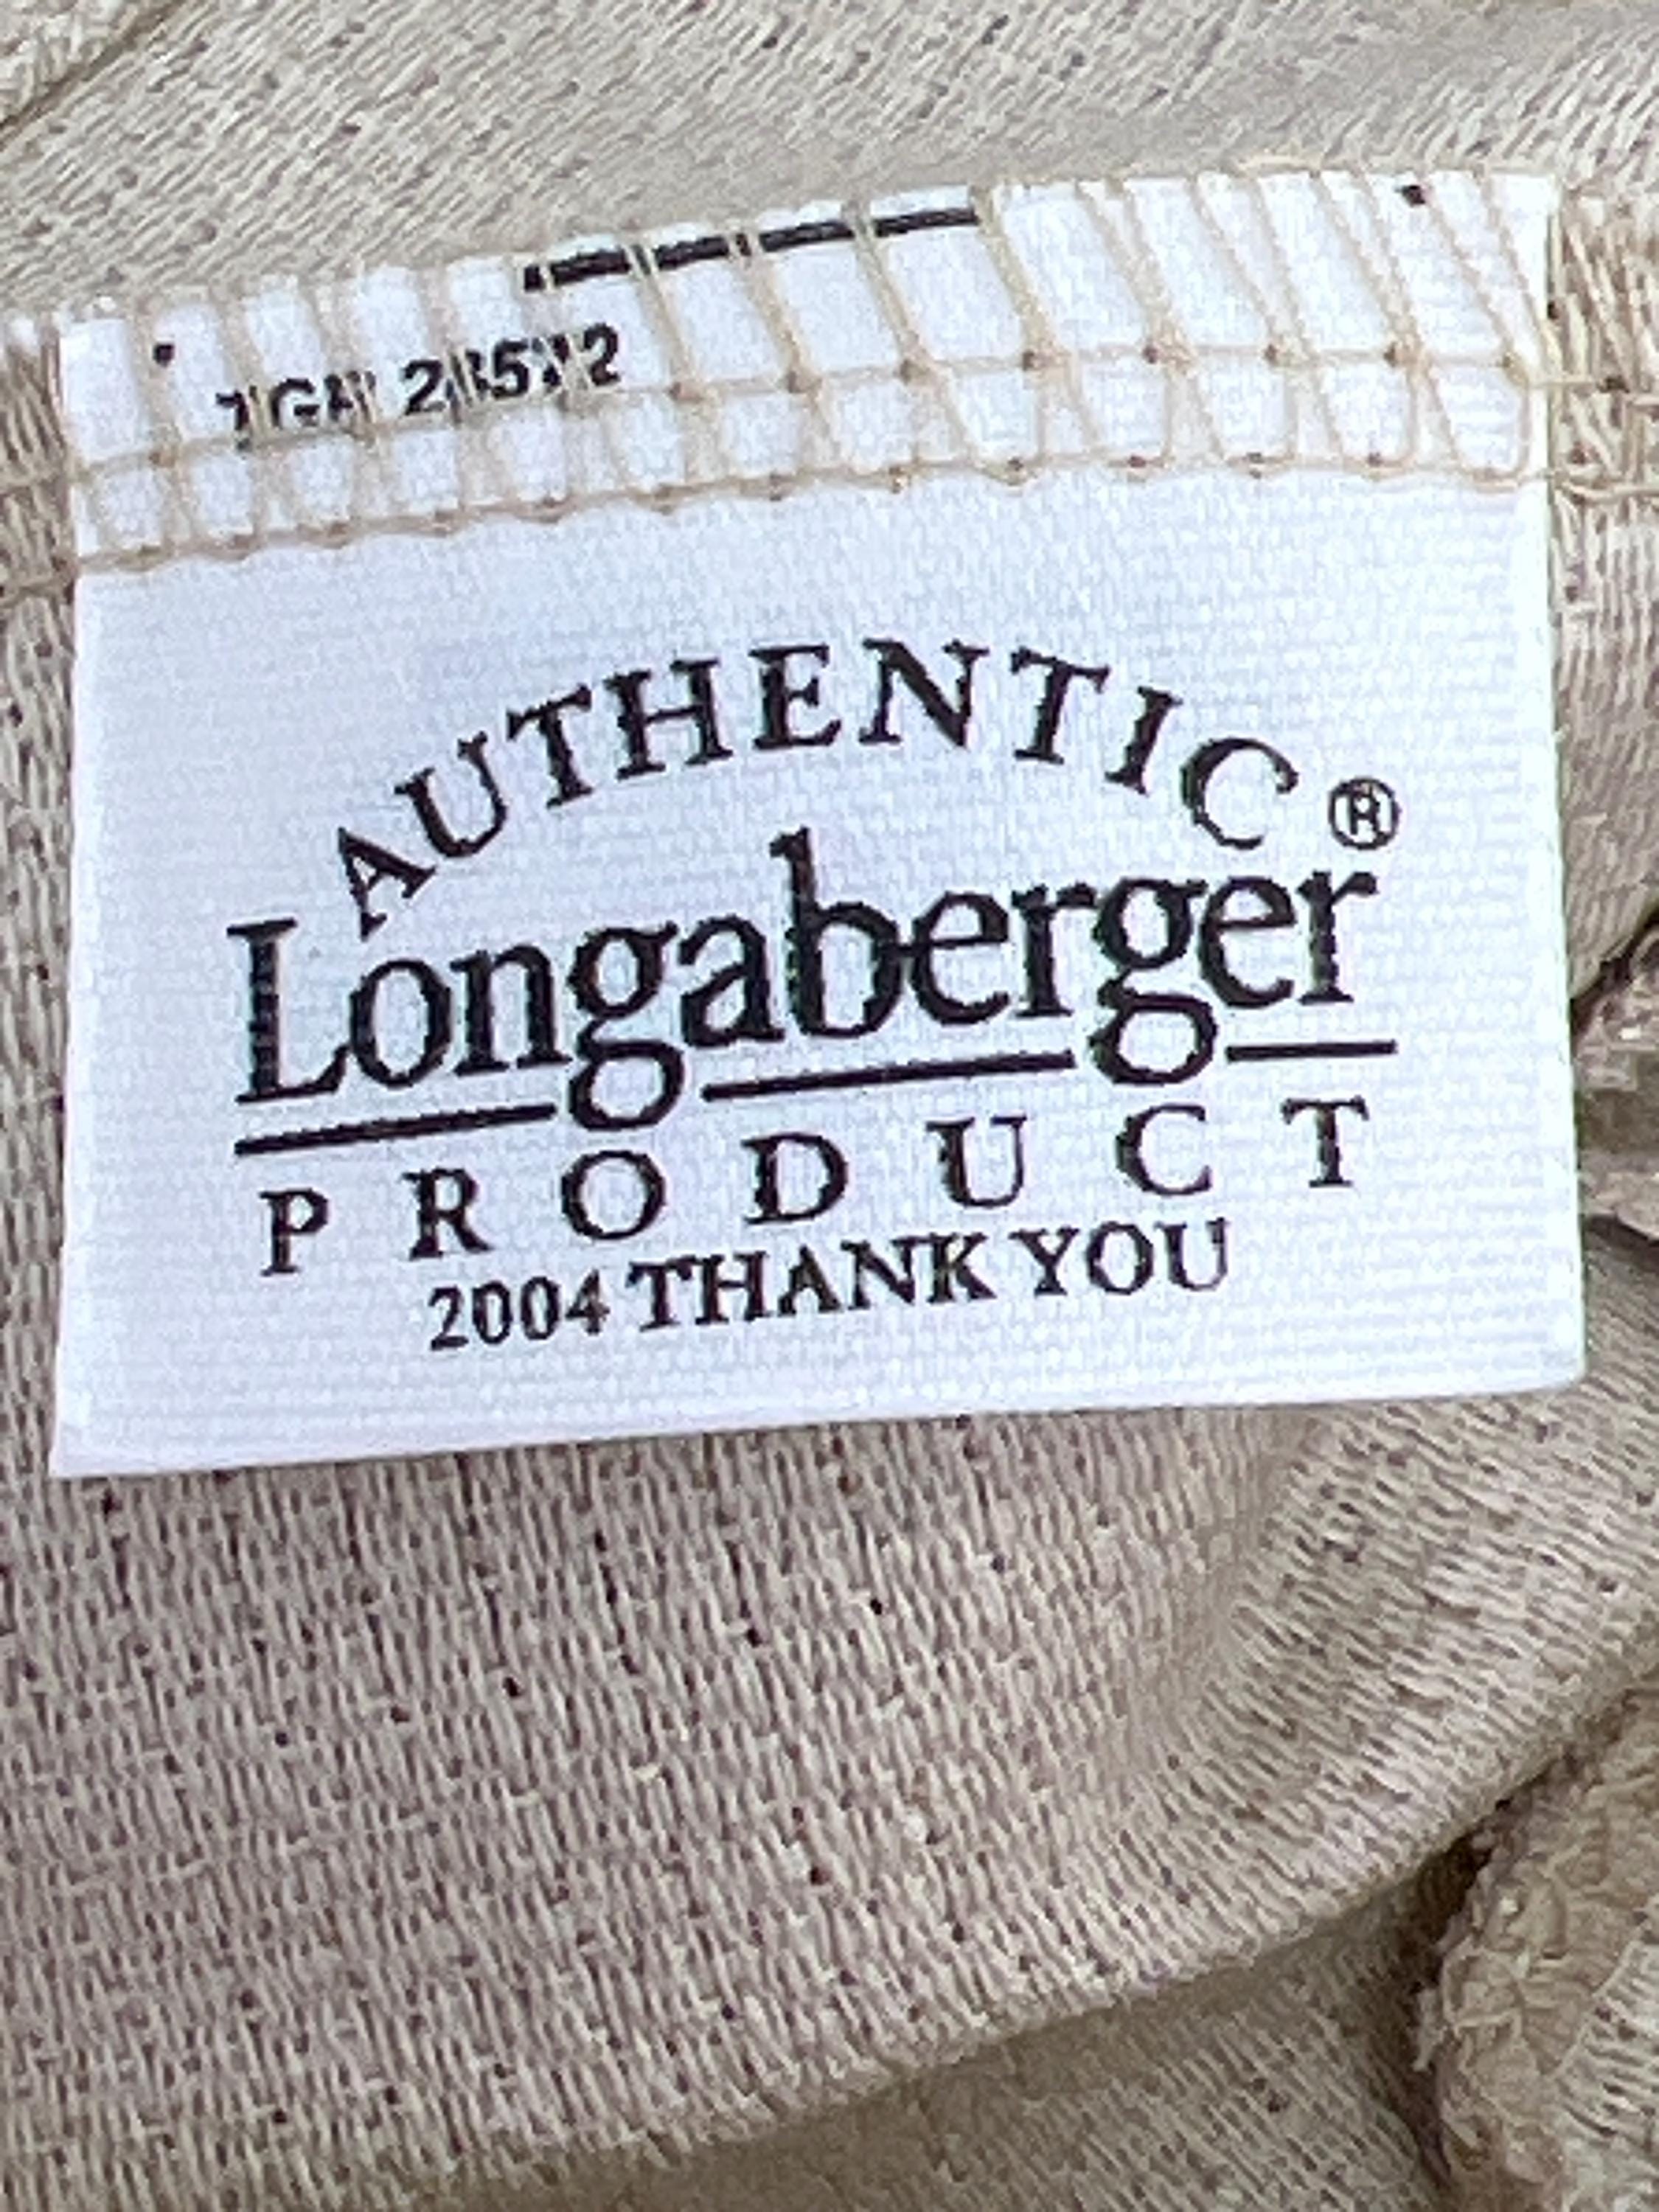 AUTHENTIC
Longaberger®
PRODUCT
2004 THANK YOU